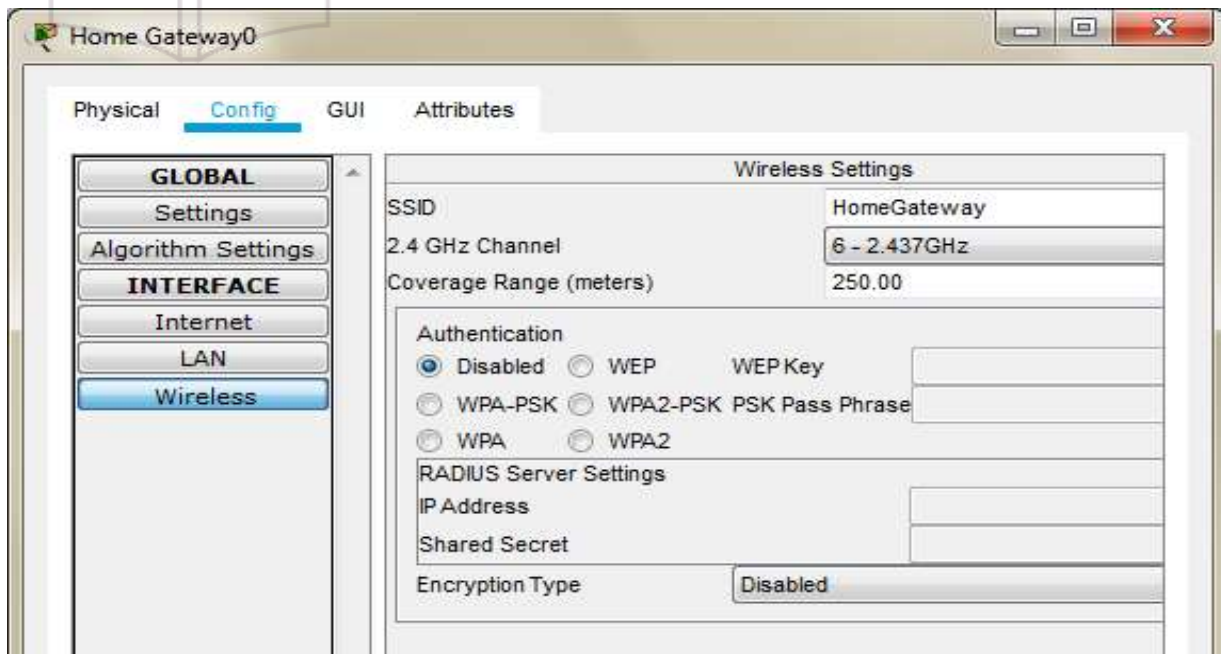 Home Gateway0
Physical Config GUI Attributes
GLOBAL
Settings
Algorithm Settings
INTERFACE
Internet
LAN
Wireless
Wireless Settings
SSID HomeGateway
2.4 GHz Channel 6 - 2.437GHz
Coverage Range (meters) 250.00
Authentication
Disabled WEP WEP Key
WPA-PSK WPA2-PSK PSK Pass Phrase
WPA WPA2
RADIUS Server Settings
IP Address
Shared Secret
Encryption Type Disabled